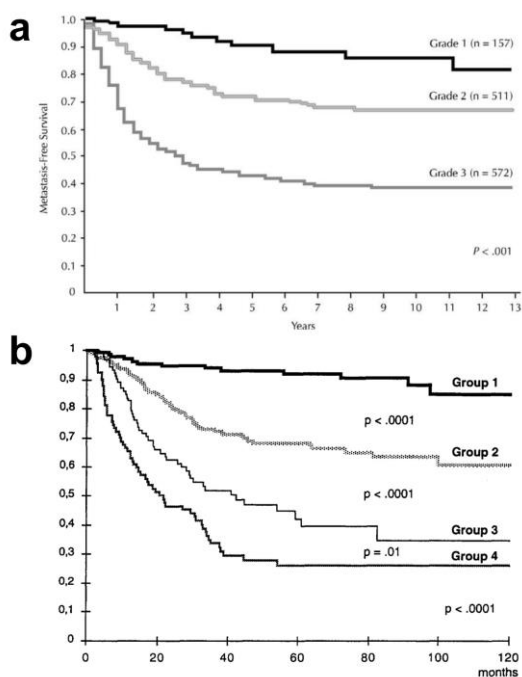 a
Metastasis-Free Survival
1.0
0.9
0.8
0.7
0.6
0.5
0.4
0.3
0.2
0.1
0
Grade 1 (n = 157)
Grade 2 (n = 511)
Grade 3 (n = 572)
P < .001
1 2 3 4 5 6 7 8 9 10 11 12 13
Years
b
1
0,9
0,8
0,7
0,6
0,5
0,4
0,3
0,2
0,1
0
Group 1
p < .0001
Group 2
p < .0001
Group 3
p = .01
Group 4
p < .0001
0 20 40 60 80 100 120
months